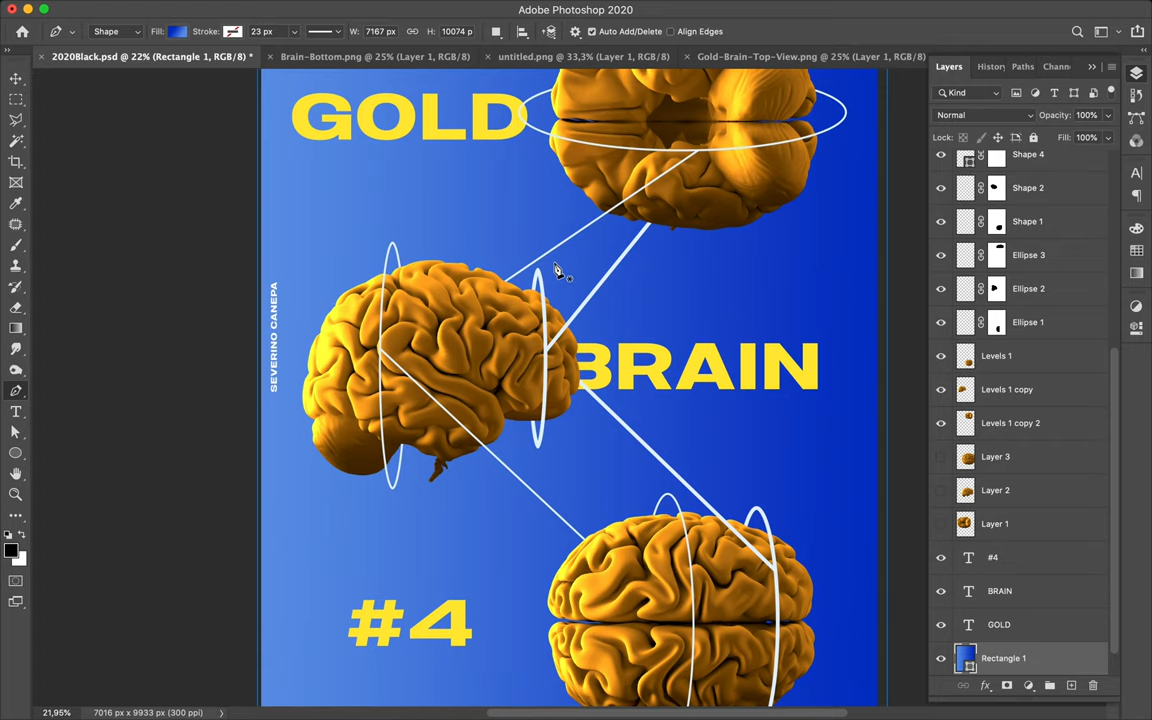 Adobe Photoshop 2020
Shape
Fill:
Stroke:
23 px
W:
7167 px
H:
10074 p
Auto Add/Delete
Align Edges
2020Black.psd @ 22% (Rectangle 1, RGB/8) *
Brain-Bottom.png @ 25% (Layer 1, RGB/8)
untitled.png @ 33,3% (Layer 1, RGB/8)
Gold-Brain-Top-View.png @ 25% (Layer 1, RGB/8)
Layers
History
Paths
Chann
Kind
Normal
Opacity: 100%
Lock:
Fill: 100%
Shape 4
Shape 2
Shape 1
Ellipse 3
Ellipse 2
Ellipse 1
Levels 1
Levels 1 copy
Levels 1 copy 2
Layer 3
Layer 2
Layer 1
#4
BRAIN
GOLD
Rectangle 1
GOLD
SEVERINO CANEPA
BRAIN
#4
21,95%
7016 px x 9933 px (300 ppi)